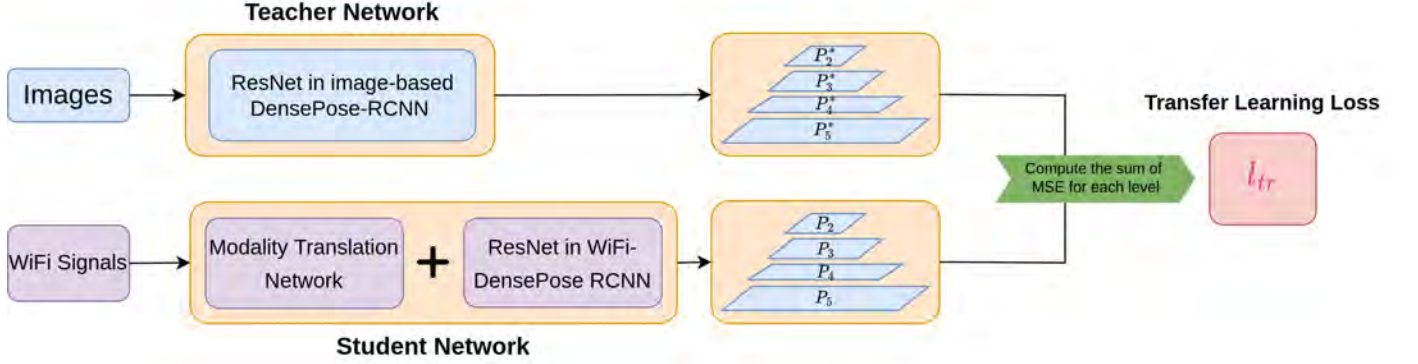 Teacher Network
Images
ResNet in image-based
DensePose-RCNN
P₂*
P₃*
P₄*
P₅*
Transfer Learning Loss
Compute the sum of
MSE for each level
l_tr
WiFi Signals
Modality Translation
Network
+
ResNet in WiFi-
DensePose RCNN
P₂
P₃
P₄
P₅
Student Network